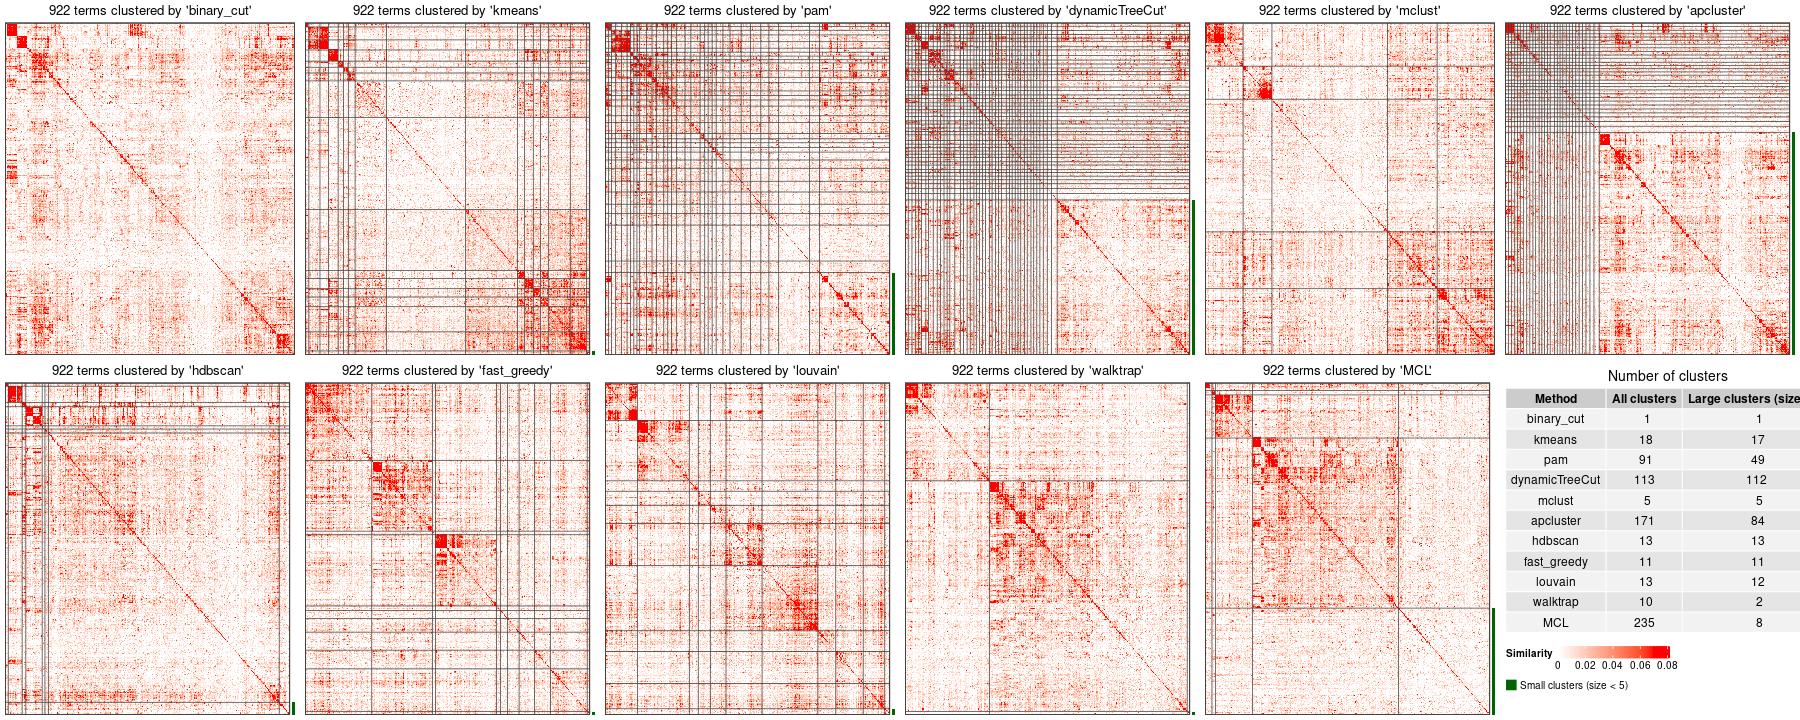 922 terms clustered by 'binary_cut'
922 terms clustered by 'kmeans'
922 terms clustered by 'pam'
922 terms clustered by 'dynamicTreeCut'
922 terms clustered by 'mclust'
922 terms clustered by 'apcluster'
922 terms clustered by 'hdbscan'
922 terms clustered by 'fast_greedy'
922 terms clustered by 'louvain'
922 terms clustered by 'walktrap'
922 terms clustered by 'MCL'
Number of clusters
Method All clusters Large clusters (size
binary_cut 1 1
kmeans 18 17
pam 91 49
dynamicTreeCut 113 112
mclust 5 5
apcluster 171 84
hdbscan 13 13
fast_greedy 11 11
louvain 13 12
walktrap 10 2
MCL 235 8
Similarity
0 0.02 0.04 0.06 0.08
Small clusters (size < 5)